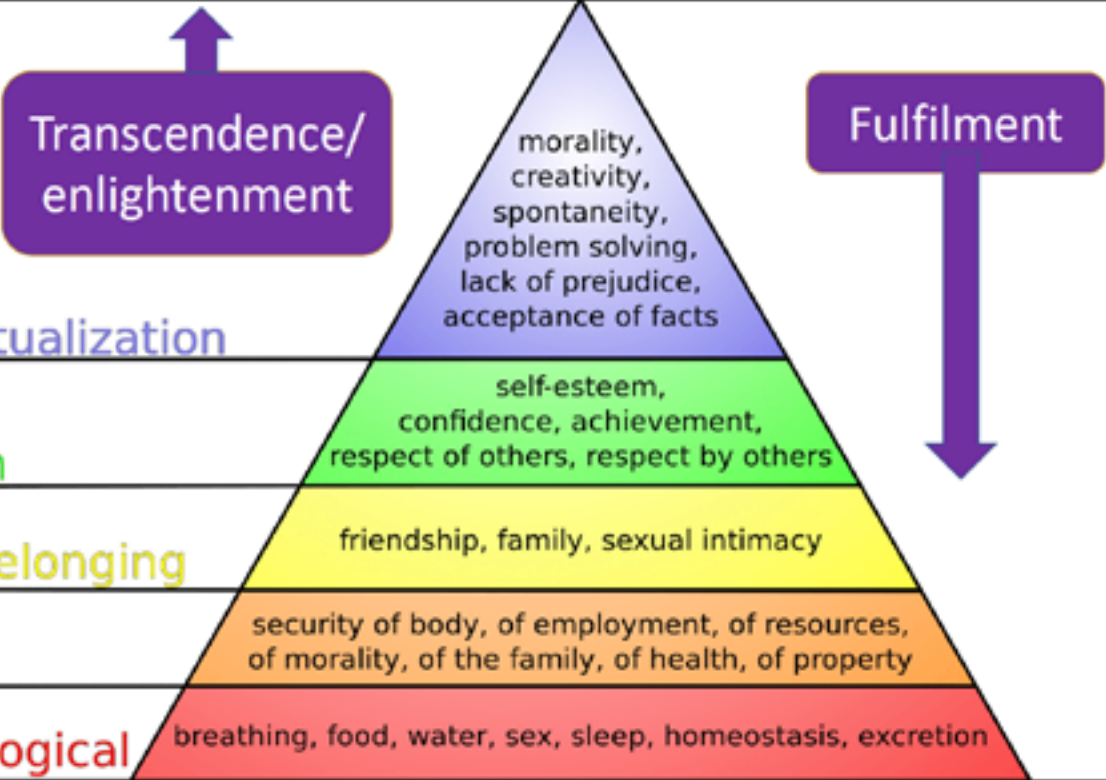 Transcendence/
enlightenment
Fulfilment
morality,
creativity,
spontaneity,
problem solving,
lack of prejudice,
acceptance of facts
tualization
self-esteem,
confidence, achievement,
respect of others, respect by others
n
friendship, family, sexual intimacy
elonging
security of body, of employment, of resources,
of morality, of the family, of health, of property
breathing, food, water, sex, sleep, homeostasis, excretion
ogical